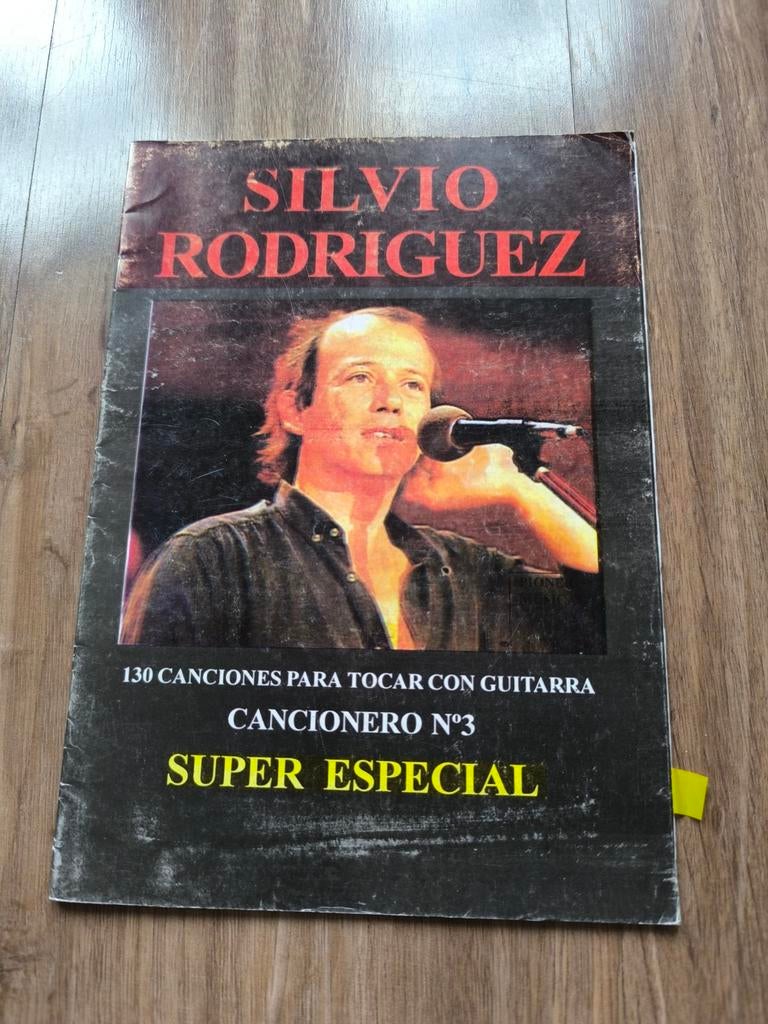 SILVIO
RODRIGUEZ
130 CANCIONES PARA TOCAR CON GUITARRA
CANCIONERO Nº3
SUPER ESPECIAL